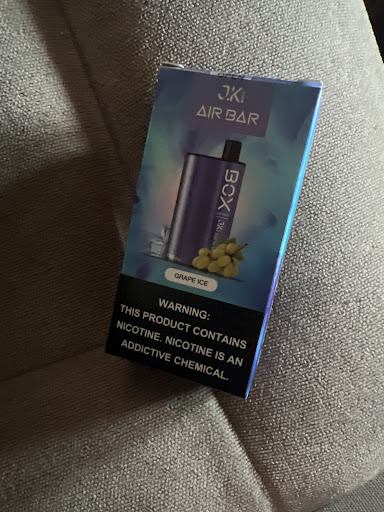 JKi
AIR BAR
BOX
GRAPE ICE
WARNING:
THIS PRODUCT CONTAINS
NICOTINE. NICOTINE IS AN
ADDICTIVE CHEMICAL.